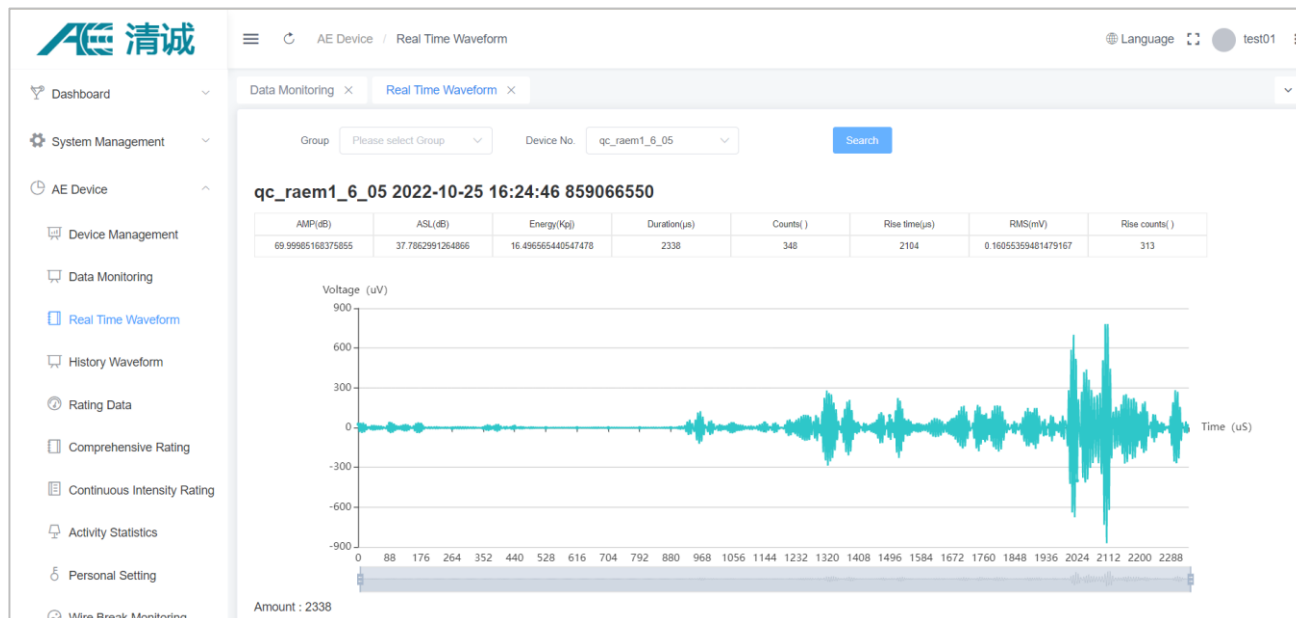 AE 清诚
AE Device / Real Time Waveform
Language
test01
Dashboard
System Management
AE Device
Device Management
Data Monitoring
Real Time Waveform
History Waveform
Rating Data
Comprehensive Rating
Continuous Intensity Rating
Activity Statistics
Personal Setting
Wire Break Monitoring
Data Monitoring ×
Real Time Waveform ×
Group Please select Group Device No. qc_raem1_6_05 Search
qc_raem1_6_05 2022-10-25 16:24:46 859066550
AMP(dB) ASL(dB) Energy(Kpj) Duration(μs) Counts( ) Rise time(μs) RMS(mV) Rise counts( )
69.99985168375855 37.7862991264866 16.496565440547478 2338 348 2104 0.16055359481479167 313
Voltage (uV)
900
600
300
0
-300
-600
-900
Time (uS)
0 88 176 264 352 440 528 616 704 792 880 968 1056 1144 1232 1320 1408 1496 1584 1672 1760 1848 1936 2024 2112 2200 2288
Amount : 2338